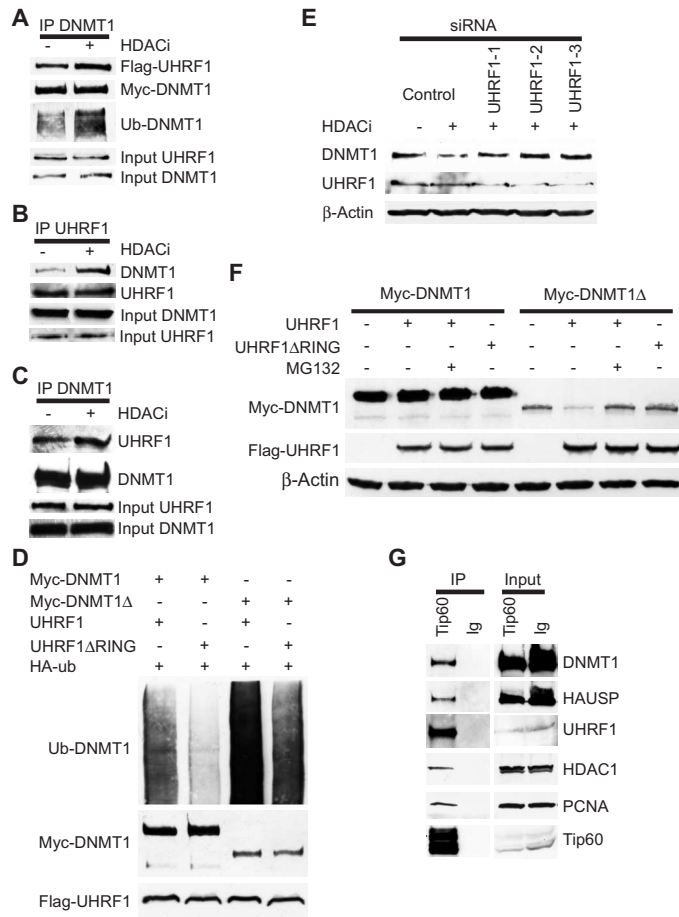 A
IP DNMT1
- + HDACi
Flag-UHRF1
Myc-DNMT1
Ub-DNMT1
Input UHRF1
Input DNMT1
B
IP UHRF1
- + HDACi
DNMT1
UHRF1
Input DNMT1
Input UHRF1
C
IP DNMT1
- + HDACi
UHRF1
DNMT1
Input UHRF1
Input DNMT1
D
Myc-DNMT1 + + - -
Myc-DNMT1Δ - - + +
UHRF1 + - + -
UHRF1ΔRING - + - +
HA-ub + + + +
Ub-DNMT1
Myc-DNMT1
Flag-UHRF1
E
siRNA
Control UHRF1-1 UHRF1-2 UHRF1-3
HDACi - + + + +
DNMT1
UHRF1
β-Actin
F
Myc-DNMT1 Myc-DNMT1Δ
UHRF1 - + + - - + + -
UHRF1ΔRING - - - + - - - +
MG132 - - + - - - + -
Myc-DNMT1
Flag-UHRF1
β-Actin
G
IP Input
Tip60 Ig Tip60 Ig
DNMT1
HAUSP
UHRF1
HDAC1
PCNA
Tip60